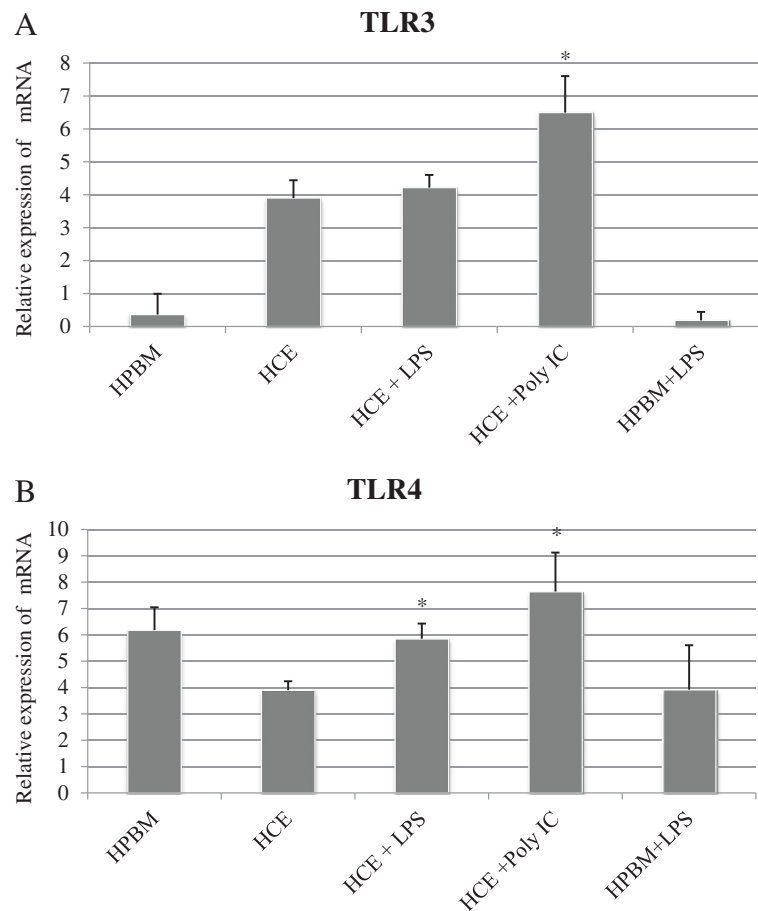 A
TLR3
Relative expression of mRNA
8
7
6
5
4
3
2
1
0
*
HPBM
HCE
HCE + LPS
HCE +Poly IC
HPBM+LPS
B
TLR4
Relative expression of mRNA
10
9
8
7
6
5
4
3
2
1
0
*
*
HPBM
HCE
HCE + LPS
HCE +Poly IC
HPBM+LPS